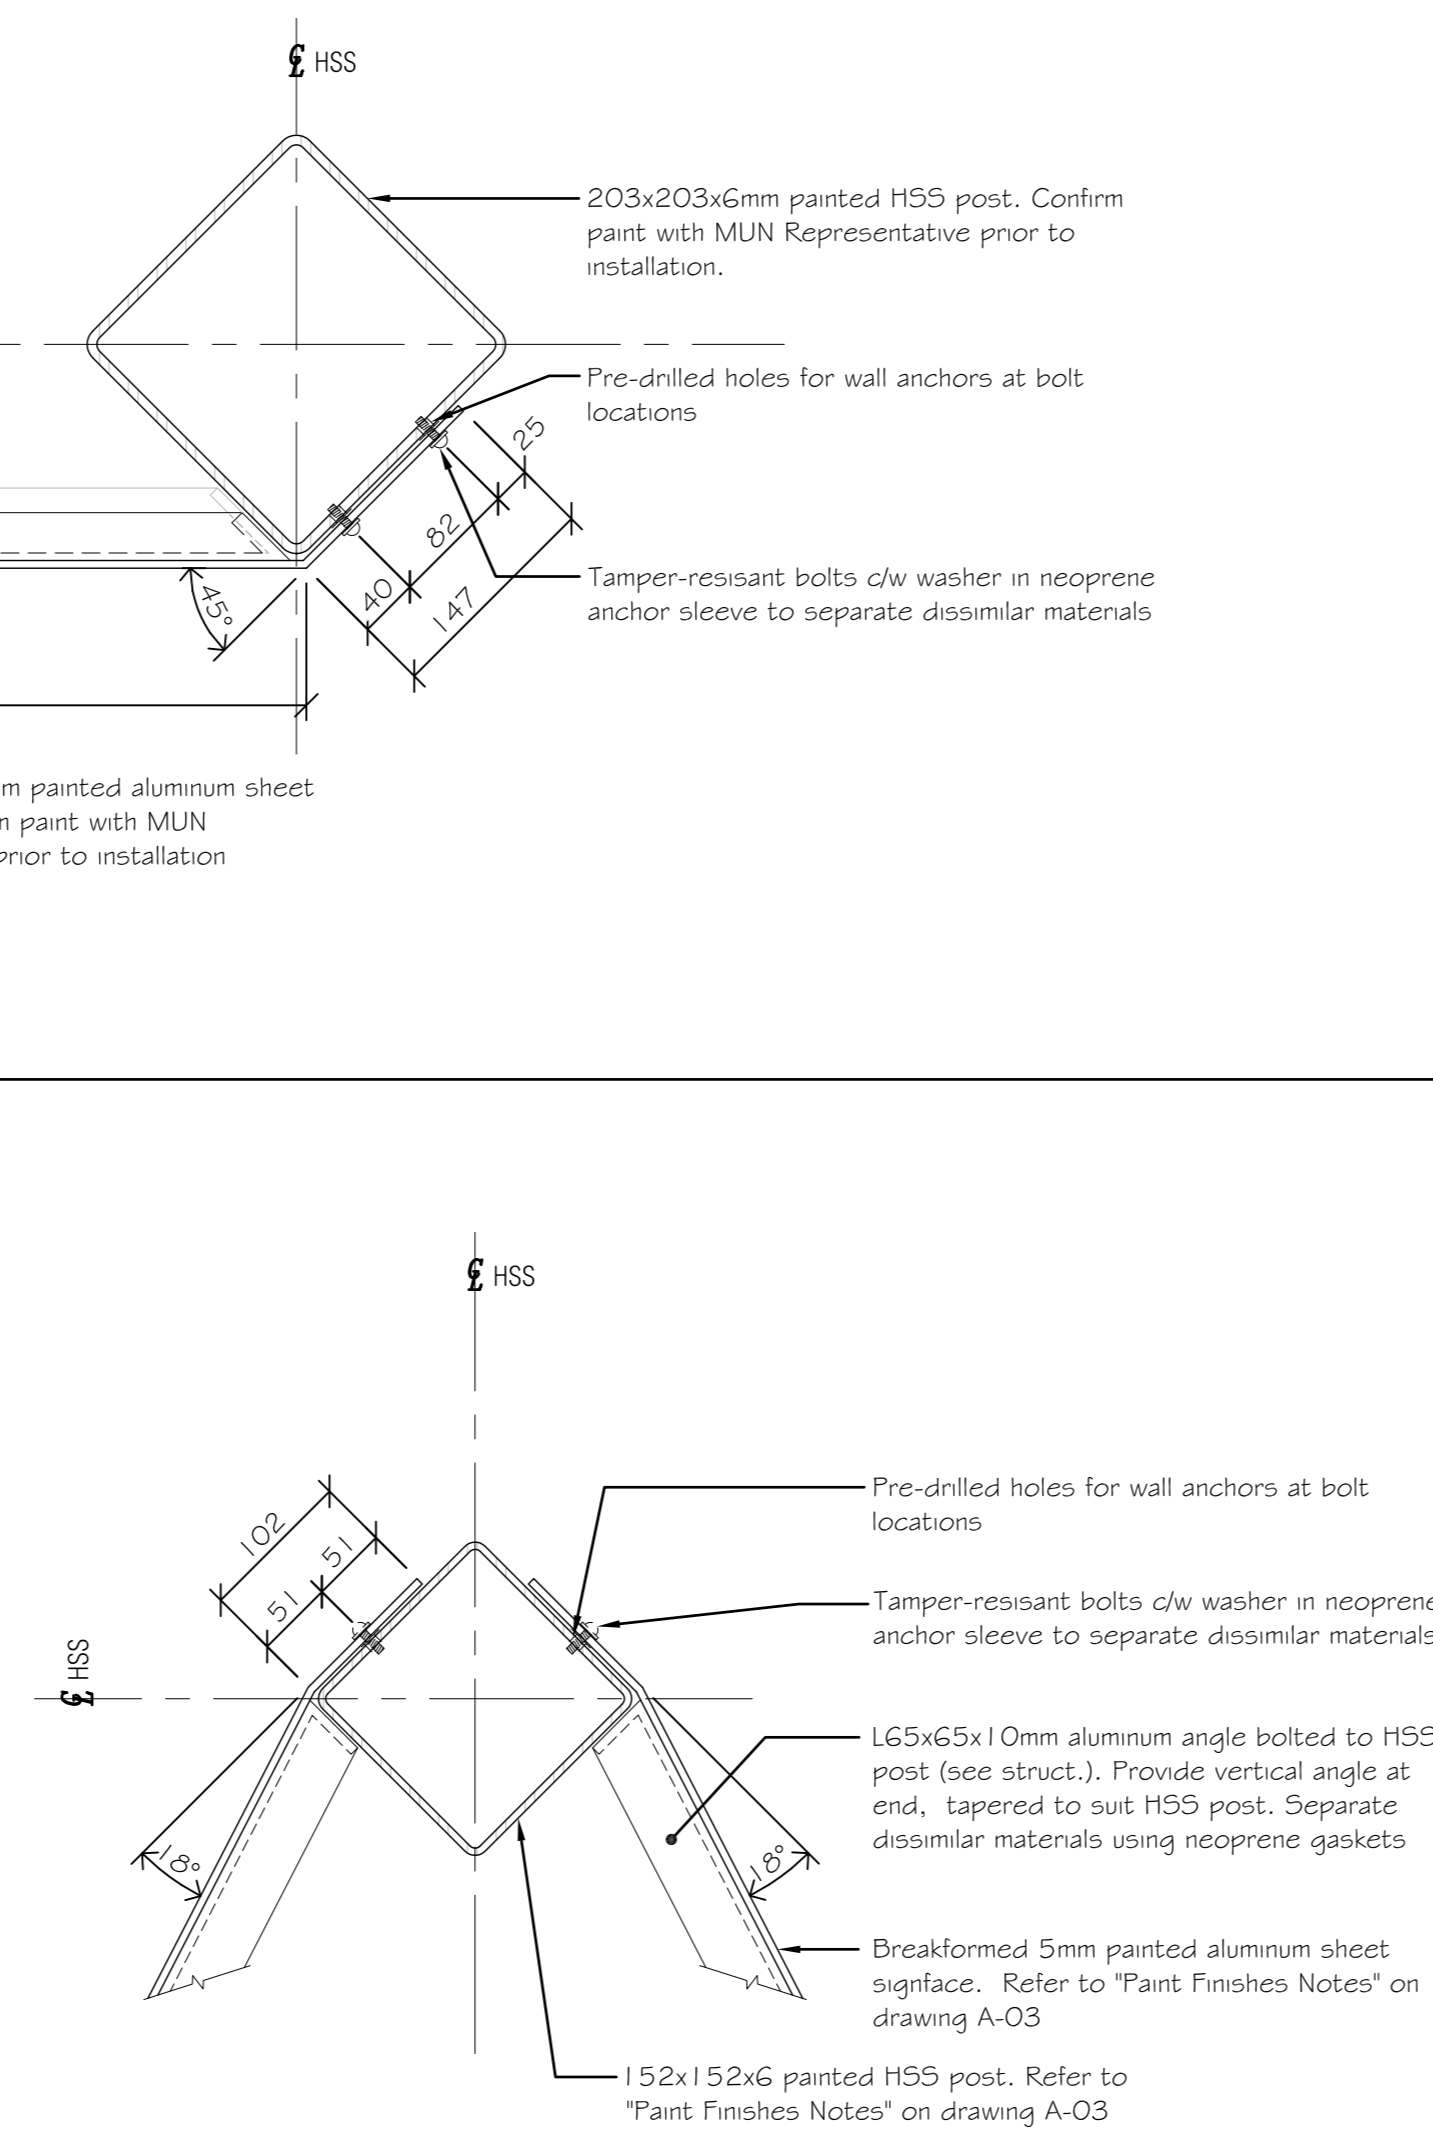 ℄ HSS
203x203x6mm painted HSS post. Confirm
paint with MUN Representative prior to
installation.
Pre-drilled holes for wall anchors at bolt
locations
25
82
40
147
45°
Tamper-resisant bolts c/w washer in neoprene
anchor sleeve to separate dissimilar materials
m painted aluminum sheet
n paint with MUN
prior to installation
℄ HSS
102
51
51
℄ HSS
Pre-drilled holes for wall anchors at bolt
locations
Tamper-resisant bolts c/w washer in neoprene
anchor sleeve to separate dissimilar materials
L65x65x10mm aluminum angle bolted to HSS
post (see struct.). Provide vertical angle at
end, tapered to suit HSS post. Separate
dissimilar materials using neoprene gaskets
18°
18°
Breakformed 5mm painted aluminum sheet
signface. Refer to "Paint Finishes Notes" on
drawing A-03
152x152x6 painted HSS post. Refer to
"Paint Finishes Notes" on drawing A-03